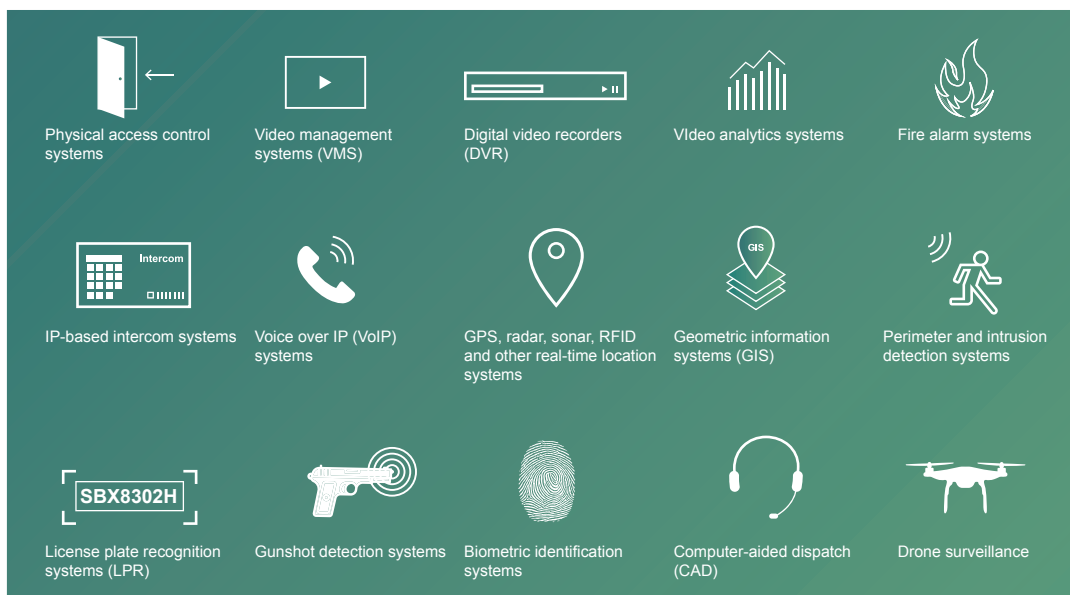 Physical access control
systems
Video management
systems (VMS)
Digital video recorders
(DVR)
VIdeo analytics systems
Fire alarm systems
Intercom
IP-based intercom systems
Voice over IP (VoIP)
systems
GPS, radar, sonar, RFID
and other real-time location
systems
GIS
Geometric information
systems (GIS)
Perimeter and intrusion
detection systems
SBX8302H
License plate recognition
systems (LPR)
Gunshot detection systems
Biometric identification
systems
Computer-aided dispatch
(CAD)
Drone surveillance